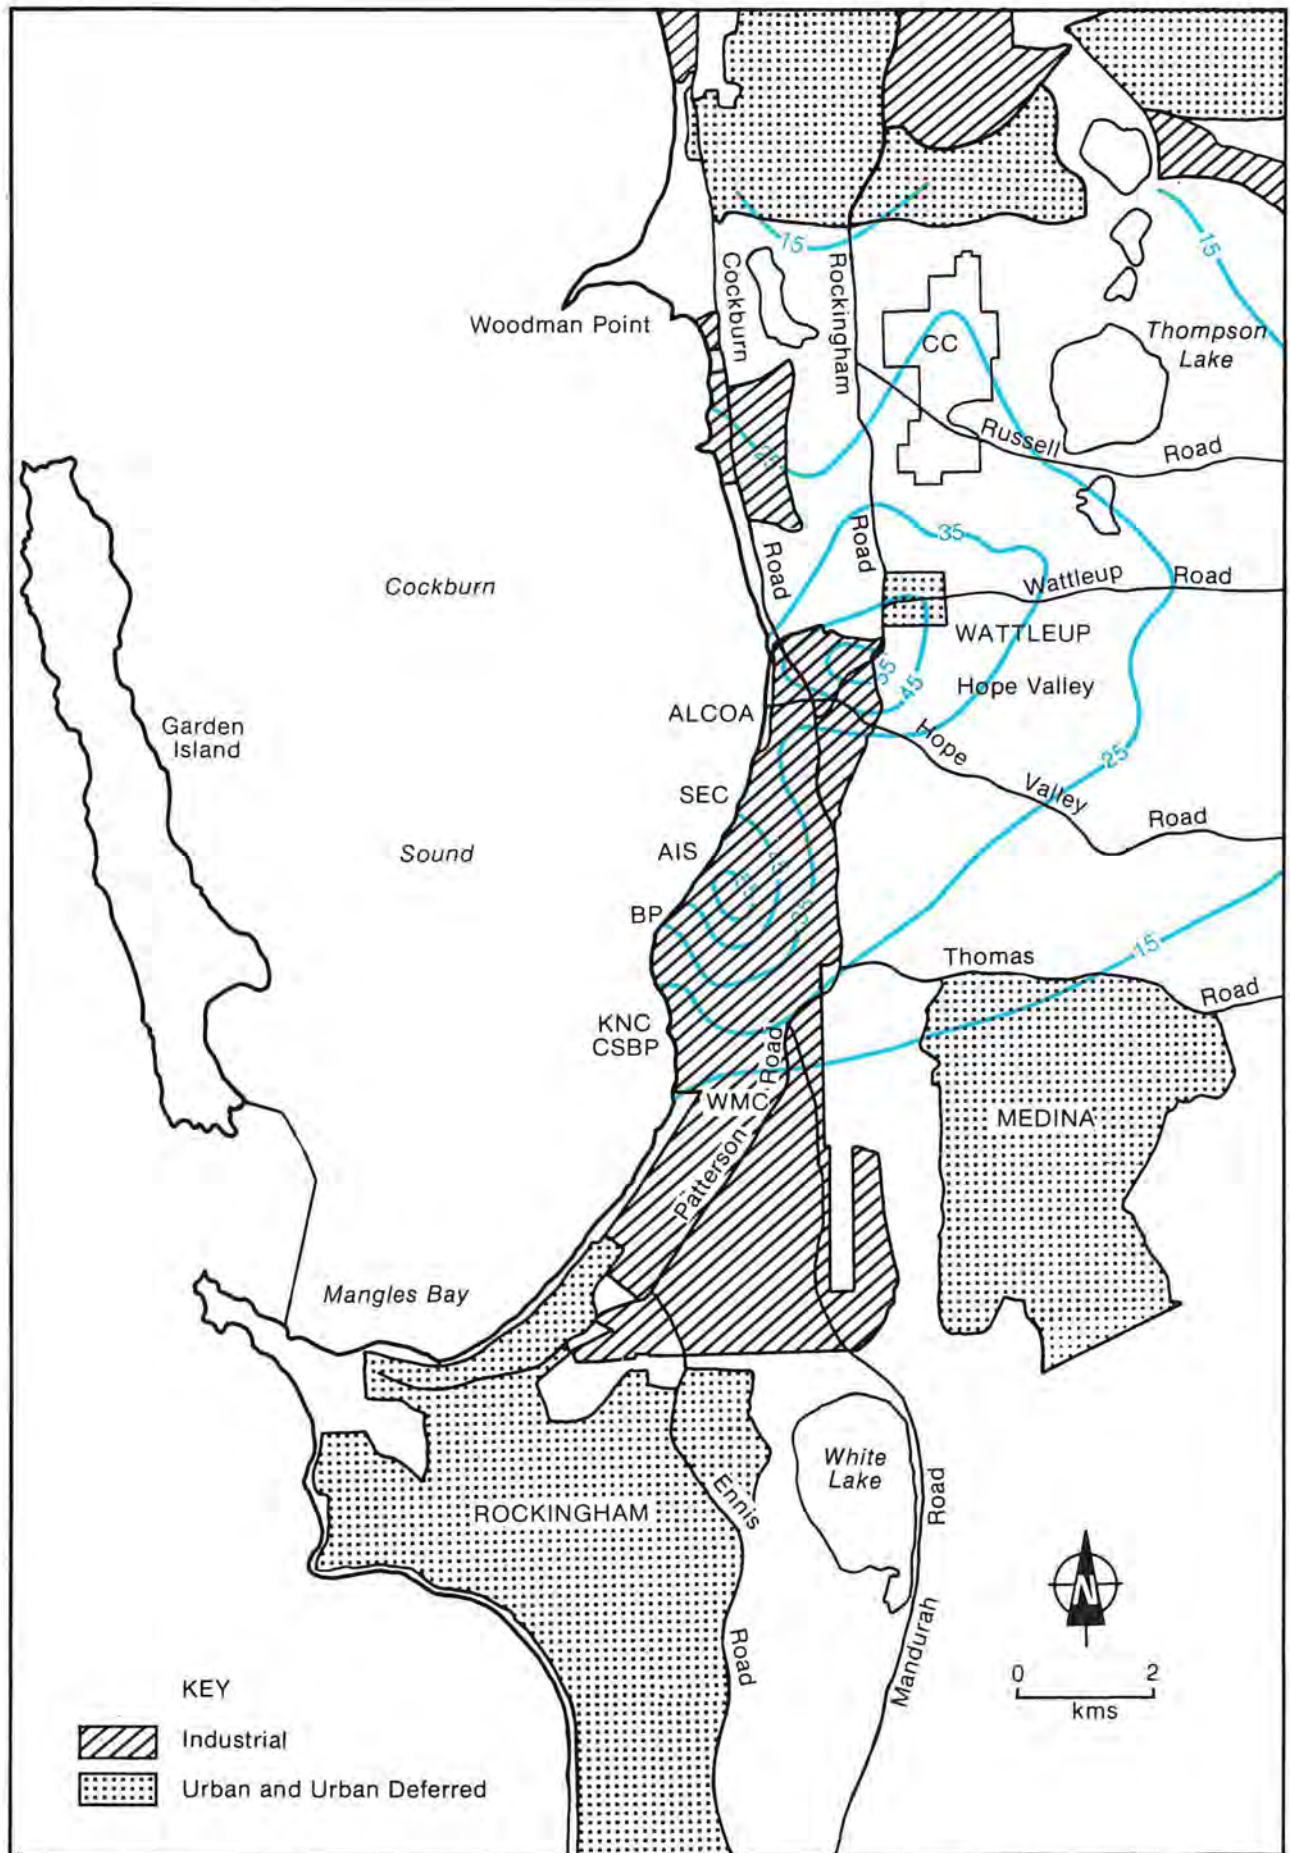 15
15
Cockburn
Rockingham
Woodman Point
CC
Thompson
Lake
25
Russell
Road
35
Road
Road
Cockburn
Wattleup
Road
WATTLEUP
55
45
Hope Valley
Garden
Island
ALCOA
Hope
25
SEC
Valley
Road
Sound
AIS
BP
35
15
Thomas
Road
KNC
CSBP
Road
WMC
MEDINA
Patterson
Mangles Bay
White
Lake
Ennis
Road
ROCKINGHAM
N
Road
Mandurah
0 2
kms
KEY
Industrial
Urban and Urban Deferred